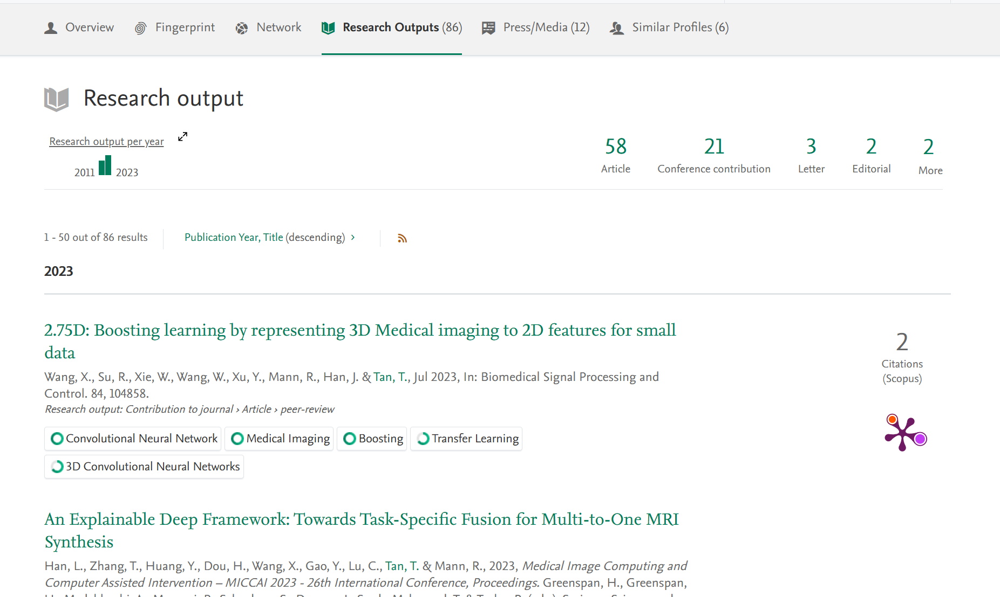 Overview Fingerprint Network Research Outputs (86) Press/Media (12) Similar Profiles (6)
Research output
Research output per year
2011 2023
58 21 3 2 2
Article Conference contribution Letter Editorial More
1 - 50 out of 86 results Publication Year, Title (descending) ›
2023
2.75D: Boosting learning by representing 3D Medical imaging to 2D features for small
data
Wang, X., Su, R., Xie, W., Wang, W., Xu, Y., Mann, R., Han, J. & Tan, T., Jul 2023, In: Biomedical Signal Processing and
Control. 84, 104858.
Research output: Contribution to journal › Article › peer-review
2
Citations
(Scopus)
Convolutional Neural Network Medical Imaging Boosting Transfer Learning
3D Convolutional Neural Networks
An Explainable Deep Framework: Towards Task-Specific Fusion for Multi-to-One MRI
Synthesis
Han, L., Zhang, T., Huang, Y., Dou, H., Wang, X., Gao, Y., Lu, C., Tan, T. & Mann, R., 2023, Medical Image Computing and
Computer Assisted Intervention – MICCAI 2023 - 26th International Conference, Proceedings. Greenspan, H., Greenspan,